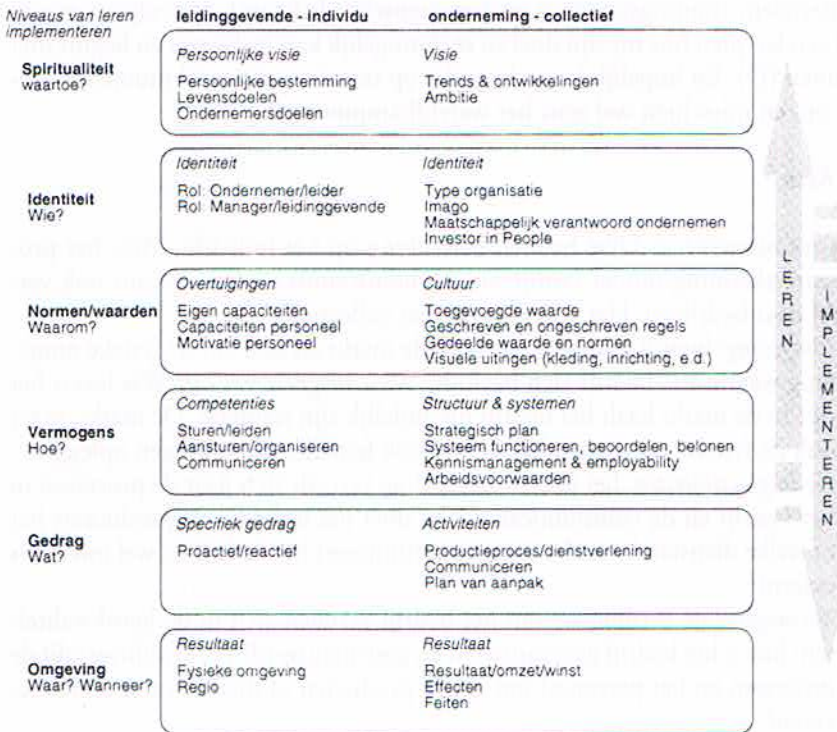 Niveaus van leren
implementeren
leidinggevende - individu
onderneming - collectief
Spiritualiteit
waartoe?
Persoonlijke visie
Persoonlijke bestemming
Levensdoelen
Ondernemersdoelen
Visie
Trends & ontwikkelingen
Ambitie
Identiteit
Wie?
Identiteit
Rol: Ondernemer/leider
Rol: Manager/leidinggevende
Identiteit
Type organisatie
Imago
Maatschappelijk verantwoord ondernemen
Investor in People
Normen/waarden
Waarom?
Overtuigingen
Eigen capaciteiten
Capaciteiten personeel
Motivatie personeel
Cultuur
Toegevoegde waarde
Geschreven en ongeschreven regels
Gedeelde waarde en normen
Visuele uitingen (kleding, inrichting, e d.)
Vermogens
Hoe?
Competenties
Sturen/leiden
Aansturen/organiseren
Communiceren
Structuur & systemen
Strategisch plan
Systeem functioneren, beoordelen, belonen
Kennismanagement & employability
Arbeidsvoorwaarden
Gedrag
Wat?
Specifiek gedrag
Proactief/reactief
Activiteiten
Productieproces/dienstverlening
Communiceren
Plan van aanpak
Omgeving
Waar? Wanneer?
Resultaat
Fysieke omgeving
Regio
Resultaat
Resultaat/omzet/winst
Effecten
Feiten
LEREN
IMPLEMENTEREN